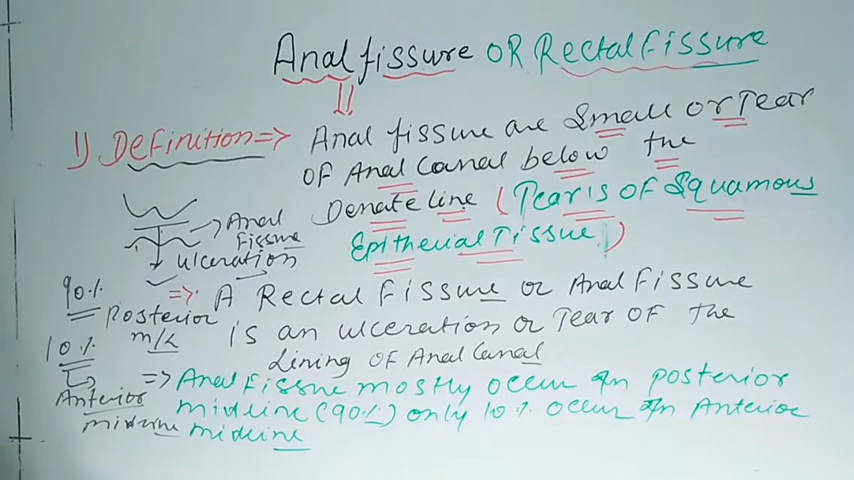 Anal fissure OR Rectal Fissure
1) Definition => Anal fissure are Small or Tear
OF Anal Canal below the
Denate Line (Tear is OF Squamous
Epithelial Tissue)
Anal
Fissure
ulceration
90%
Posterior
m/L
10%
Anterior
midline
=> A Rectal Fissure or Anal Fissure
is an ulceration or Tear OF the
Lining OF Anal Canal
=> Anal Fissue mostly occur In posterior
midline (90%) only 10% occur In Anterior
midline